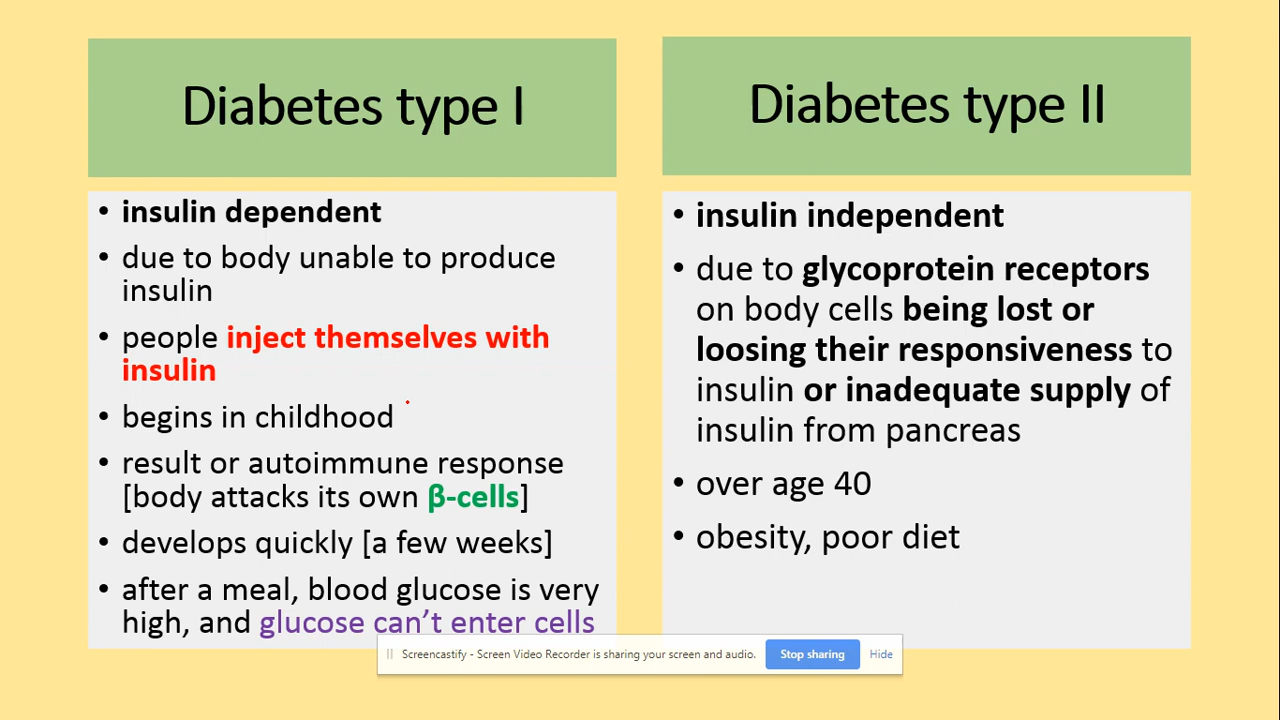 Diabetes type I
• insulin dependent
• due to body unable to produce
insulin
• people inject themselves with
insulin
• begins in childhood
• result or autoimmune response
[body attacks its own β-cells]
• develops quickly [a few weeks]
• after a meal, blood glucose is very
high, and glucose can’t enter cells
Diabetes type II
• insulin independent
• due to glycoprotein receptors
on body cells being lost or
loosing their responsiveness to
insulin or inadequate supply of
insulin from pancreas
• over age 40
• obesity, poor diet
Screencastify - Screen Video Recorder is sharing your screen and audio. Stop sharing Hide